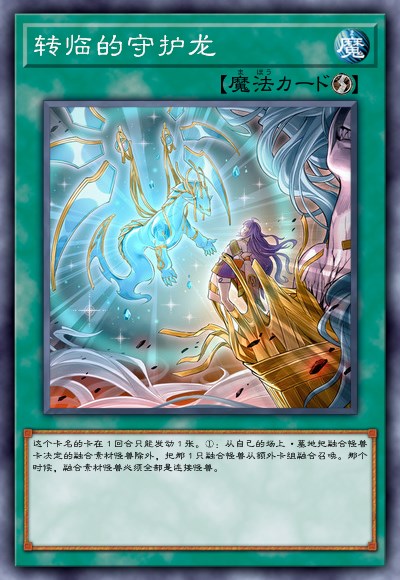 转临的守护龙
魔
【魔法カード】
まほう
这个卡名的卡在1回合只能发动1张。①:从自己的场上·墓地把融合怪兽
卡决定的融合素材怪兽除外,把那1只融合怪兽从额外卡组融合召唤。那个
时候,融合素材怪兽必须全部是连接怪兽。